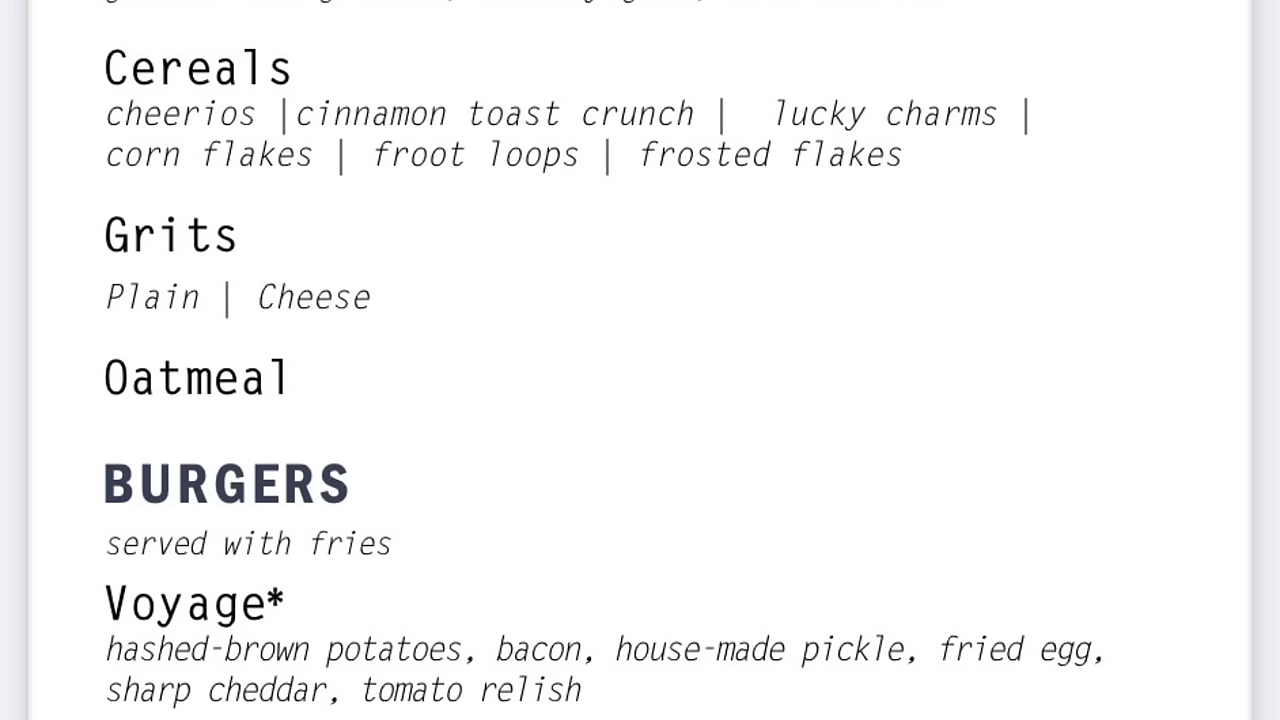 Cereals
cheerios |cinnamon toast crunch | lucky charms |
corn flakes | froot loops | frosted flakes
Grits
Plain | Cheese
Oatmeal
BURGERS
served with fries
Voyage*
hashed-brown potatoes, bacon, house-made pickle, fried egg,
sharp cheddar, tomato relish